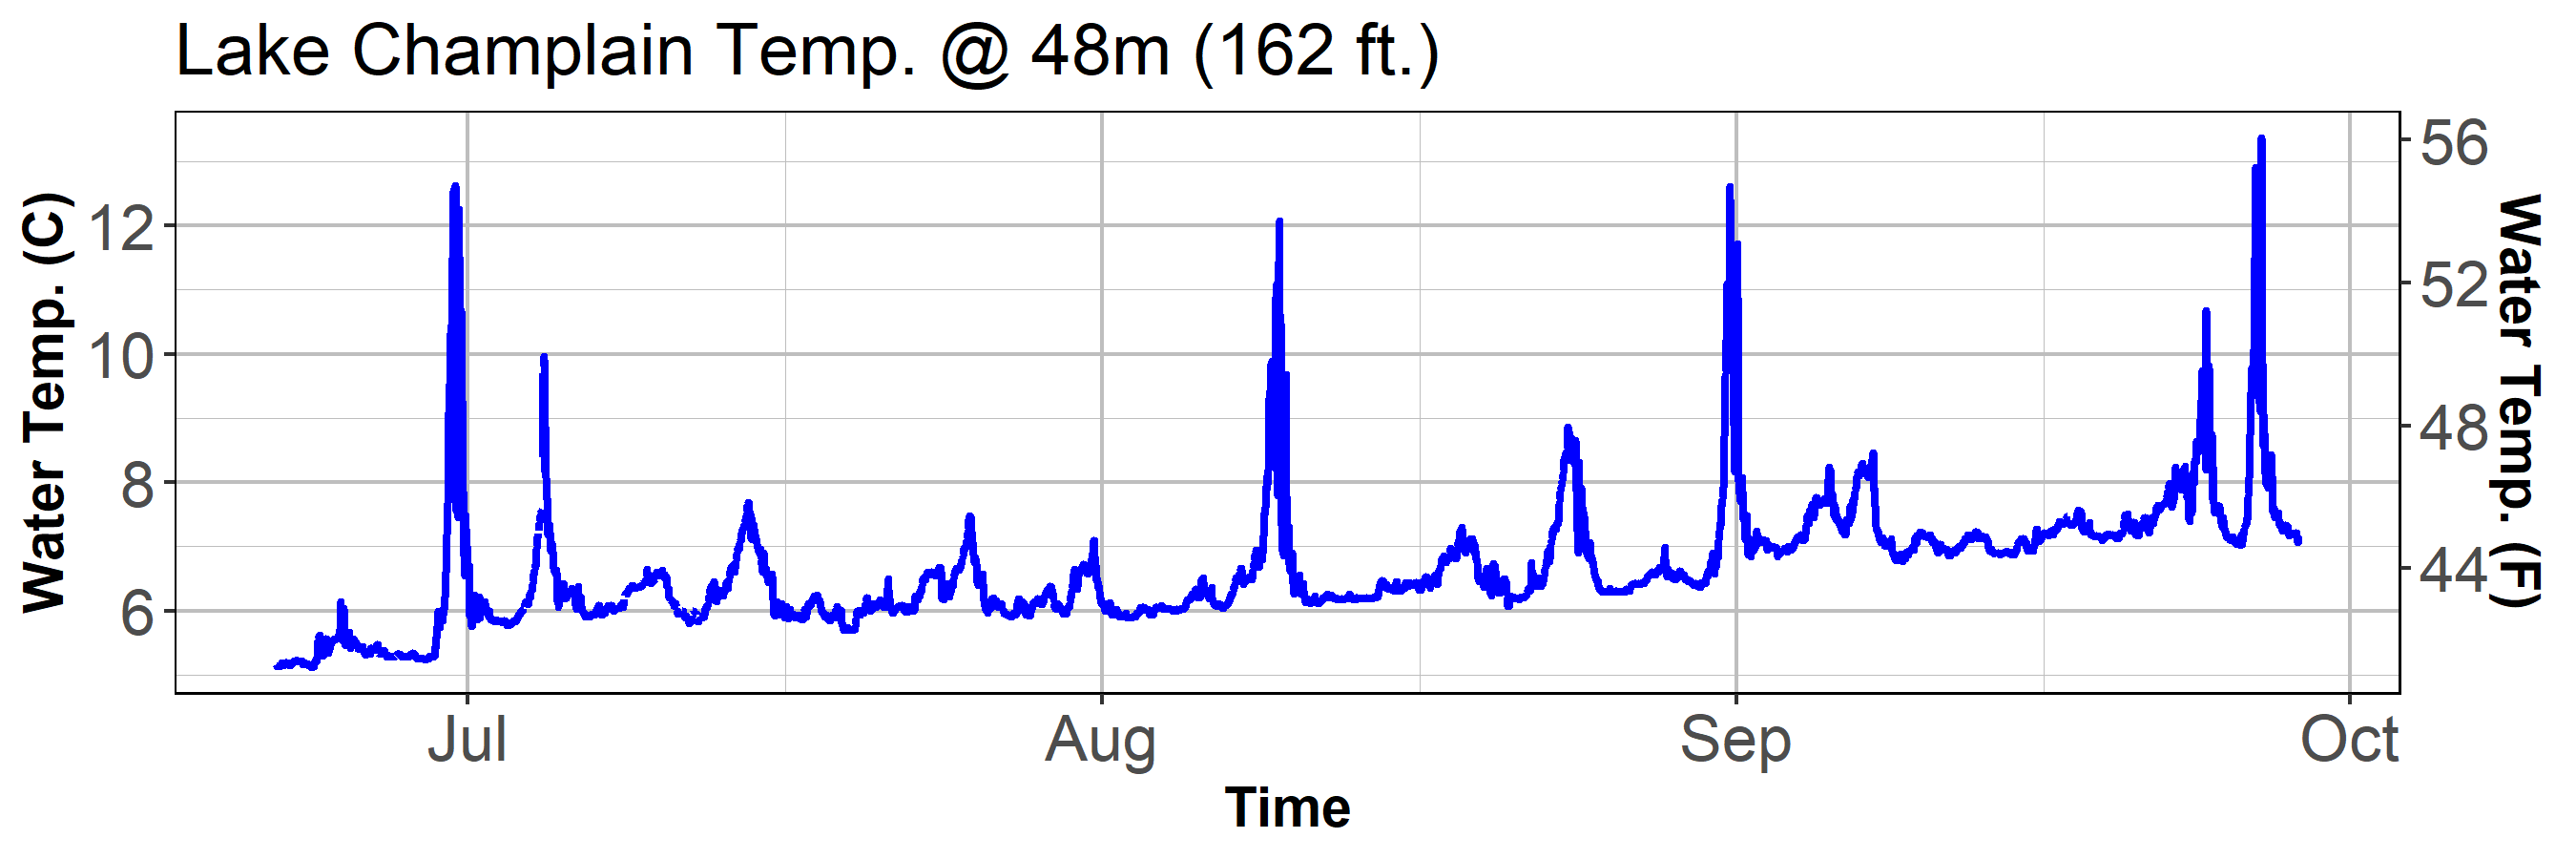 Lake Champlain Temp. @ 48m (162 ft.)
Water Temp. (C)
12
10
8
6
56
52
48
44
Water Temp. (F)
Jul Aug Sep Oct
Time